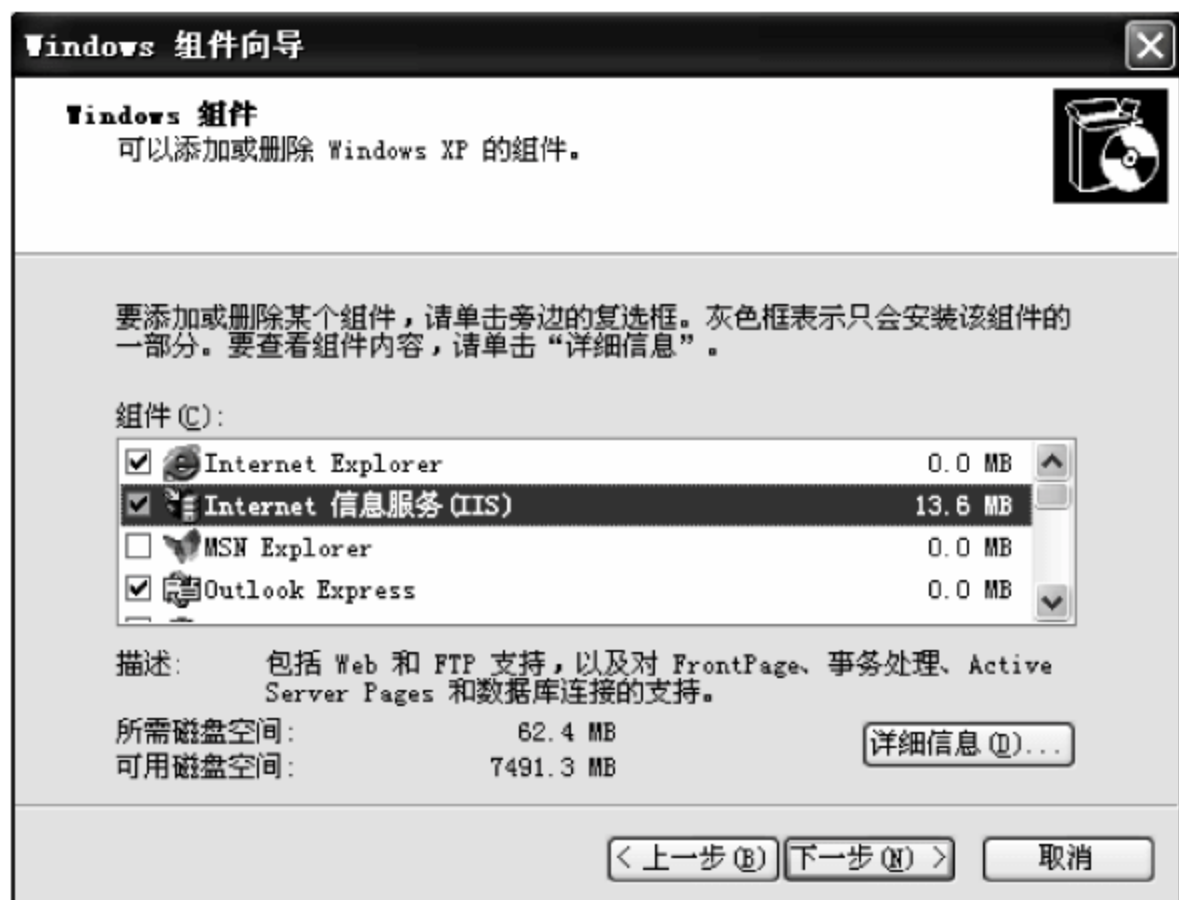 Windows 组件向导
Windows 组件
可以添加或删除 Windows XP 的组件。
要添加或删除某个组件，请单击旁边的复选框。灰色框表示只会安装该组件的
一部分。要查看组件内容，请单击“详细信息”。
组件(C):
Internet Explorer 0.0 MB
Internet 信息服务(IIS) 13.6 MB
MSN Explorer 0.0 MB
Outlook Express 0.0 MB
描述: 包括 Web 和 FTP 支持，以及对 FrontPage、事务处理、Active
Server Pages 和数据库连接的支持。
所需磁盘空间: 62.4 MB
可用磁盘空间: 7491.3 MB
详细信息(D)...
< 上一步(B) 下一步(N) > 取消